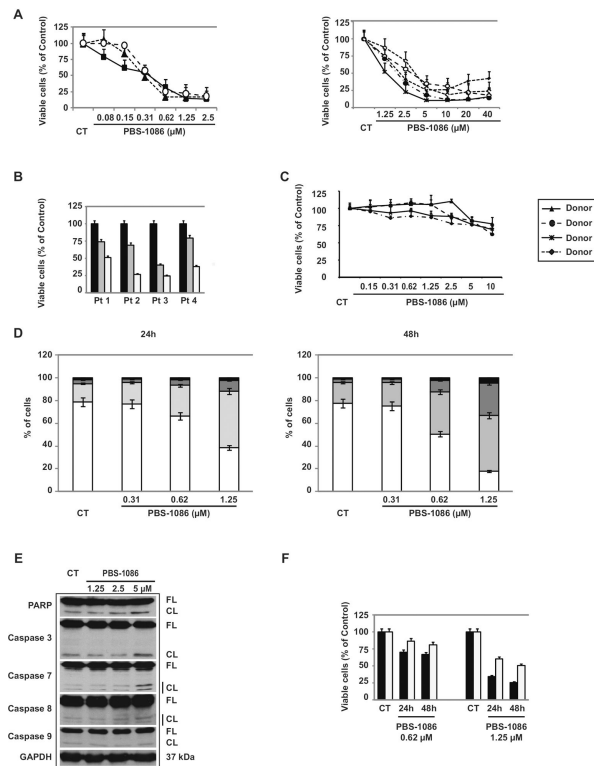 A
Viable cells (% of Control)
125
100
75
50
25
0
CT
0.08 0.15 0.31 0.62 1.25 2.5
PBS-1086 (µM)
Viable cells (% of Control)
125
100
75
50
25
0
CT
1.25 2.5 5 10 20 40
PBS-1086 (µM)
B
Viable cells (% of Control)
125
100
75
50
25
0
Pt 1 Pt 2 Pt 3 Pt 4
C
Viable cells (% of Control)
125
100
75
50
25
0
CT
0.15 0.31 0.62 1.25 2.5 5 10
PBS-1086 (µM)
Donor
Donor
Donor
Donor
D
24h
% of cells
120
100
80
60
40
20
0
CT
0.31 0.62 1.25
PBS-1086 (µM)
48h
120
100
80
60
40
20
0
CT
0.31 0.62 1.25
PBS-1086 (µM)
E
CT PBS-1086
1.25 2.5 5 µM
PARP FL
CL
Caspase 3 FL
CL
Caspase 7 FL
CL
Caspase 8 FL
CL
Caspase 9 FL
CL
GAPDH 37 kDa
F
Viable cells (% of Control)
125
100
75
50
25
0
CT 24h 48h CT 24h 48h
PBS-1086 PBS-1086
0.62 µM 1.25 µM